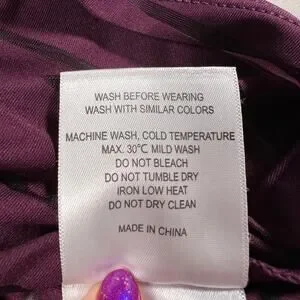 WASH BEFORE WEARING
WASH WITH SIMILAR COLORS
MACHINE WASH, COLD TEMPERATURE
MAX. 30℃ MILD WASH
DO NOT BLEACH
DO NOT TUMBLE DRY
IRON LOW HEAT
DO NOT DRY CLEAN
MADE IN CHINA